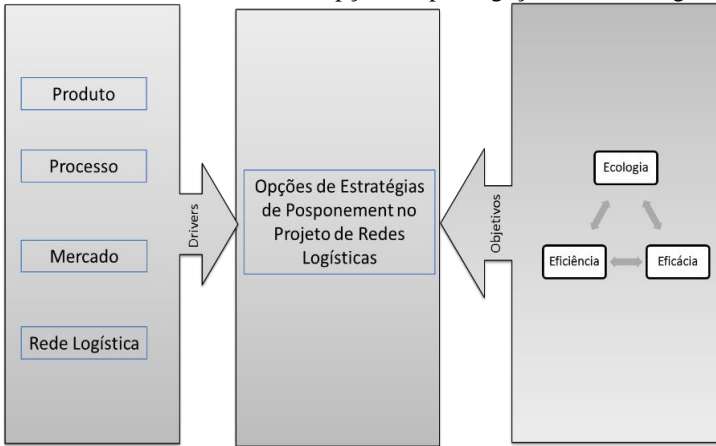 Produto
Processo
Mercado
Rede Logística
Drivers
Opções de Estratégias
de Posponement no
Projeto de Redes
Logísticas
Objetivos
Ecologia
Eficiência
Eficácia